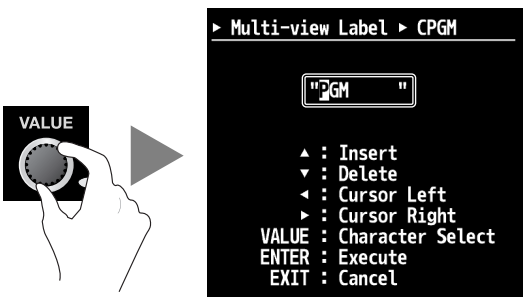 VALUE
▶ Multi-view Label ▶ CPGM
"PGM    "
▲ : Insert
▼ : Delete
◀ : Cursor Left
▶ : Cursor Right
VALUE : Character Select
ENTER : Execute
EXIT : Cancel